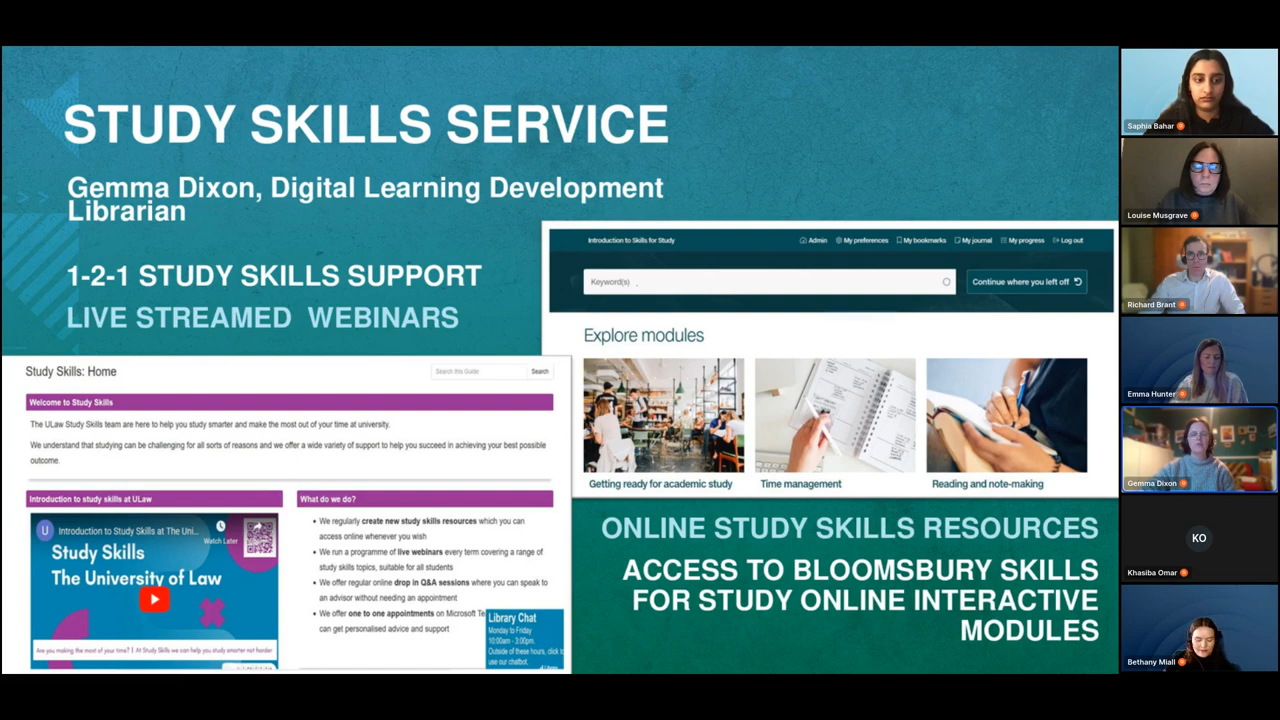 STUDY SKILLS SERVICE
Gemma Dixon, Digital Learning Development
Librarian
1-2-1 STUDY SKILLS SUPPORT
LIVE STREAMED WEBINARS
Introduction to Skills for Study
Admin
My preferences
My bookmarks
My journal
My progress
Log out
Keyword(s)
Continue where you left off
Explore modules
Getting ready for academic study
Time management
Reading and note-making
Study Skills: Home
Search this Guide
Search
Welcome to Study Skills
The ULaw Study Skills team are here to help you study smarter and make the most out of your time at university.
We understand that studying can be challenging for all sorts of reasons and we offer a wide variety of support to help you succeed in achieving your best possible
outcome.
Introduction to study skills at ULaw
U
Introduction to Study Skills at The Uni...
Watch Later
Study Skills
The University of Law
Are you making the most of your time? | At Study Skills we can help you study smarter not harder
What do we do?
• We regularly create new study skills resources which you can
access online whenever you wish
• We run a programme of live webinars every term covering a range of
study skills topics, suitable for all students
• We offer regular online drop in Q&A sessions where you can speak to
an advisor without needing an appointment
• We offer one to one appointments on Microsoft Te
can get personalised advice and support
Library Chat
Monday to Friday
10:00am - 3:00pm.
Outside of these hours, click to
use our chatbot.
ONLINE STUDY SKILLS RESOURCES
ACCESS TO BLOOMSBURY SKILLS
FOR STUDY ONLINE INTERACTIVE
MODULES
Saphia Bahar
Louise Musgrave
Richard Brant
Emma Hunter
Gemma Dixon
KO
Khasiba Omar
Bethany Miall